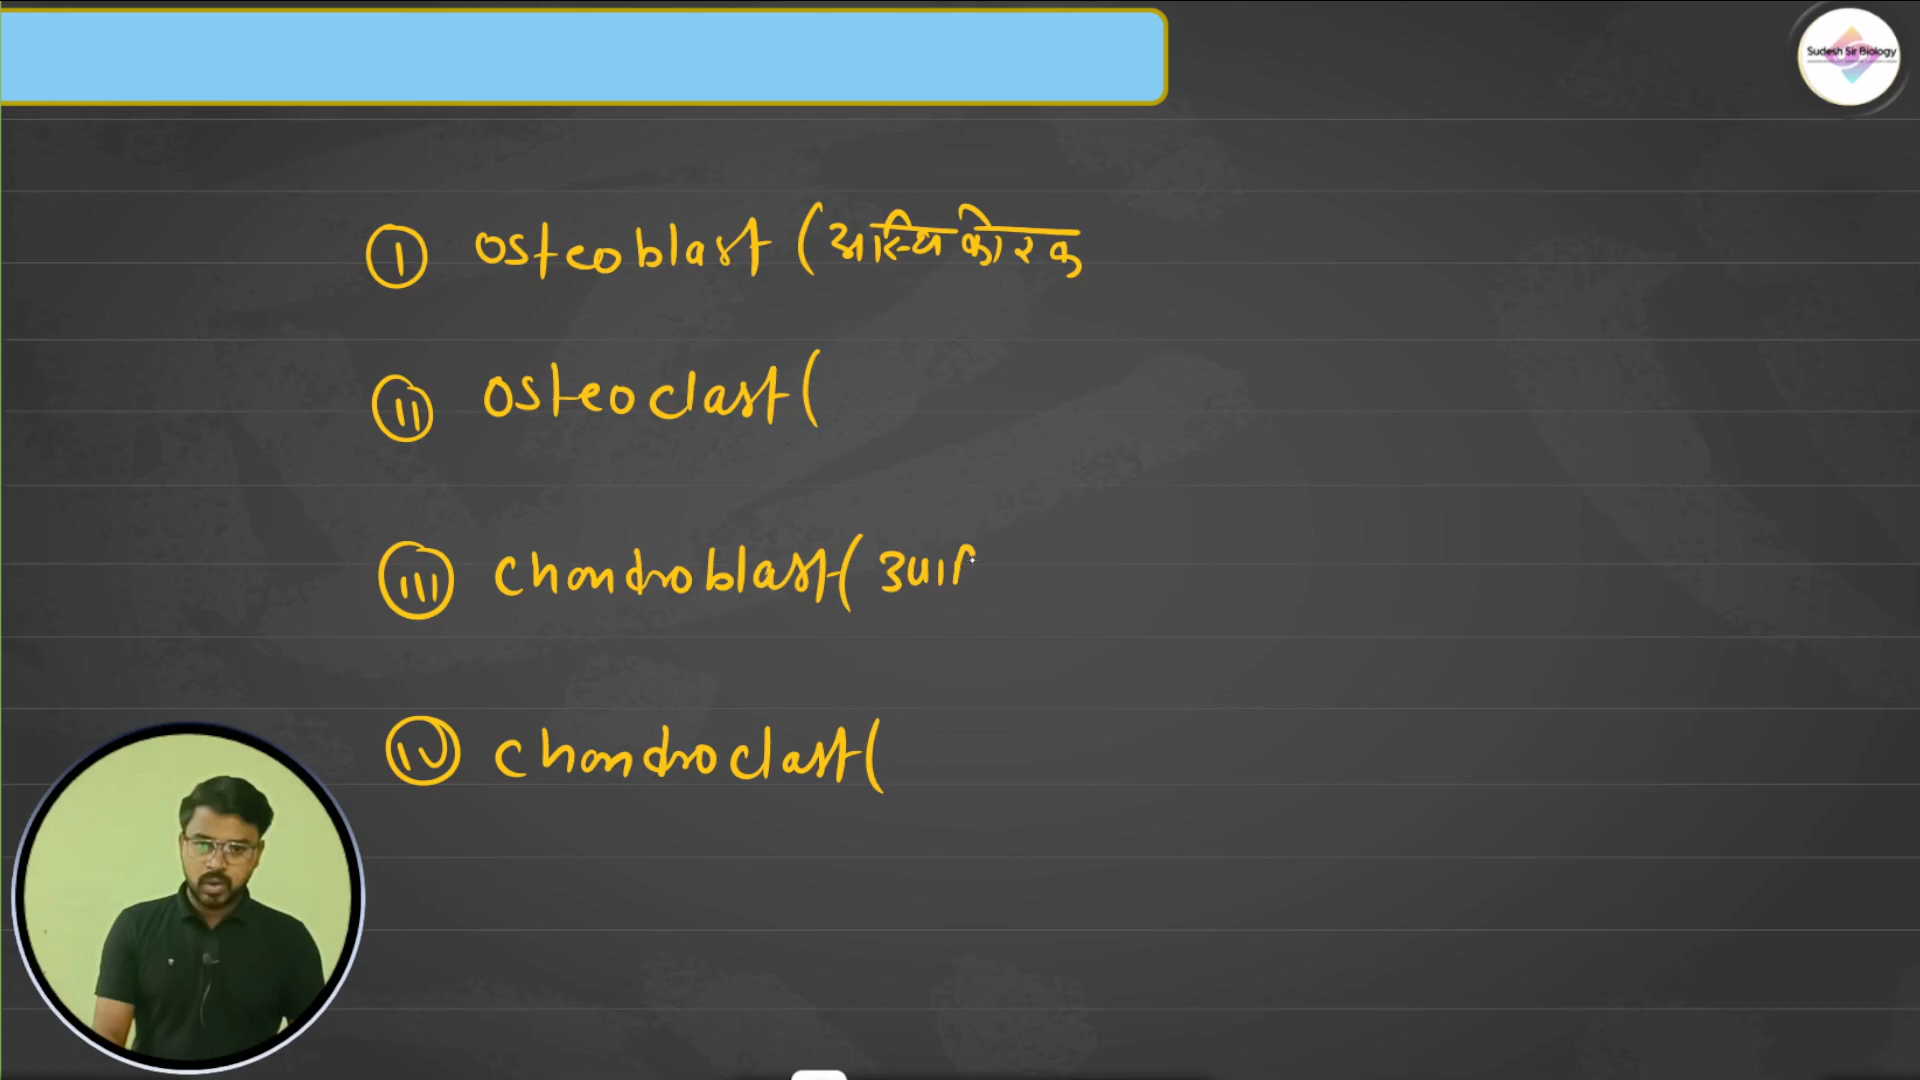 Sudesh Sir Biology
(i) osteoblast (अस्थिकोरक
(ii) osteoclast (
(iii) chondroblast (उपास्
(iv) chondroclast (